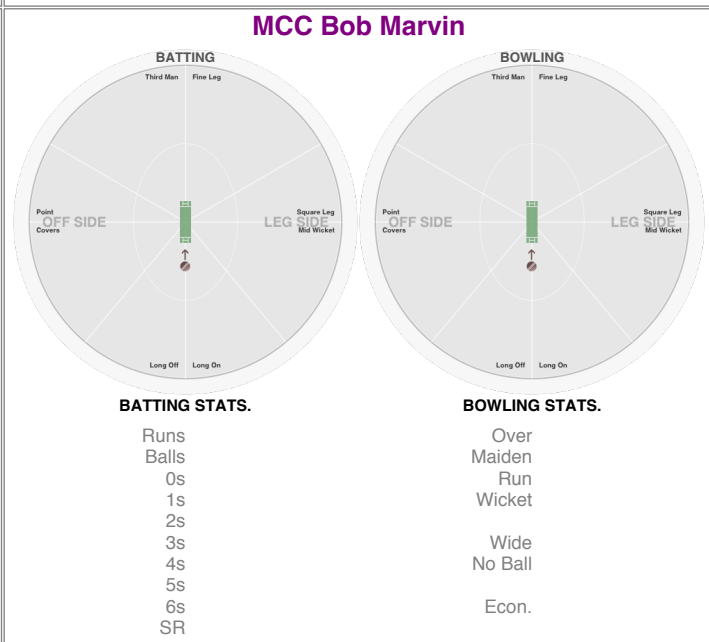 MCC Bob Marvin
BATTING
Third Man Fine Leg
Point
OFF SIDE
Covers
Square Leg
LEG SIDE
Mid Wicket
Long Off Long On
BOWLING
Third Man Fine Leg
Point
OFF SIDE
Covers
Square Leg
LEG SIDE
Mid Wicket
Long Off Long On
BATTING STATS.
Runs
Balls
0s
1s
2s
3s
4s
5s
6s
SR
BOWLING STATS.
Over
Maiden
Run
Wicket
Wide
No Ball
Econ.